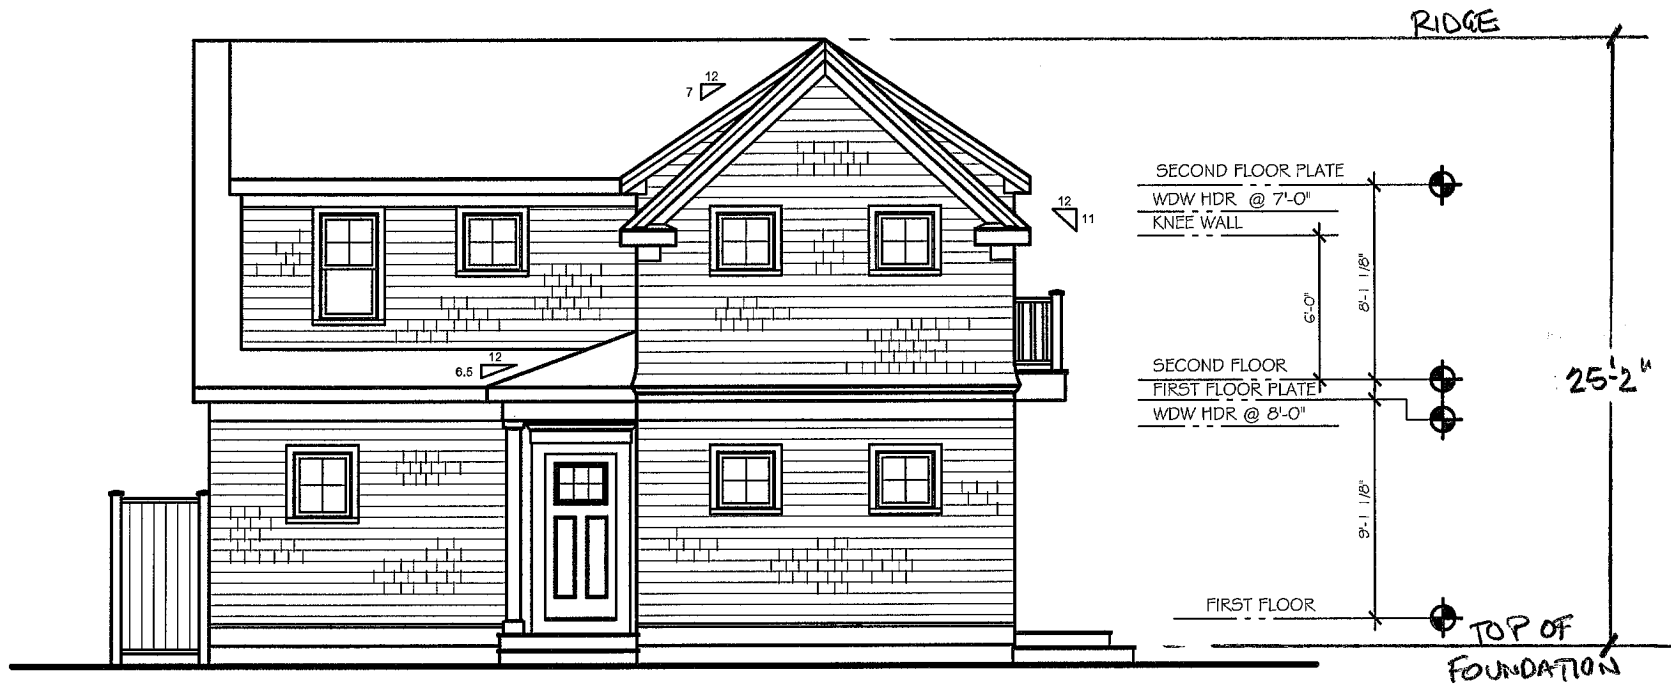 RIDGE
12
7
SECOND FLOOR PLATE
WDW HDR @ 7'-0"
KNEE WALL
12
11
6'-0"
8'-1 1/8"
12
6.5
SECOND FLOOR
FIRST FLOOR PLATE
WDW HDR @ 8'-0"
25'-2"
9'-1 1/8"
FIRST FLOOR
TOP OF
FOUNDATION